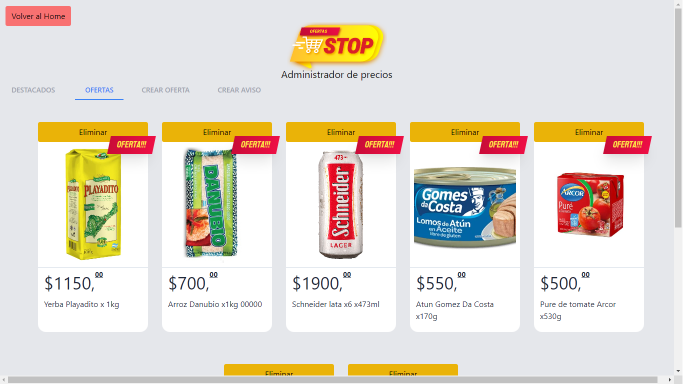 Volver al Home
OFERTAS
STOP
Administrador de precios
DESTACADOS
OFERTAS
CREAR OFERTA
CREAR AVISO
Eliminar
Eliminar
Eliminar
Eliminar
Eliminar
OFERTA!!!
OFERTA!!!
OFERTA!!!
OFERTA!!!
OFERTA!!!
PLAYADITO
DANUBIO
473
Schneider
LAGER
Gomes
da Costa
Lomos de Atún
en Aceite
ARCOR
Puré
$1150,00
$700,00
$1900,00
$550,00
$500,00
Yerba Playadito x 1kg
Arroz Danubio x1kg 00000
Schneider lata x6 x473ml
Atun Gomez Da Costa
x170g
Pure de tomate Arcor
x530g
Eliminar
Eliminar